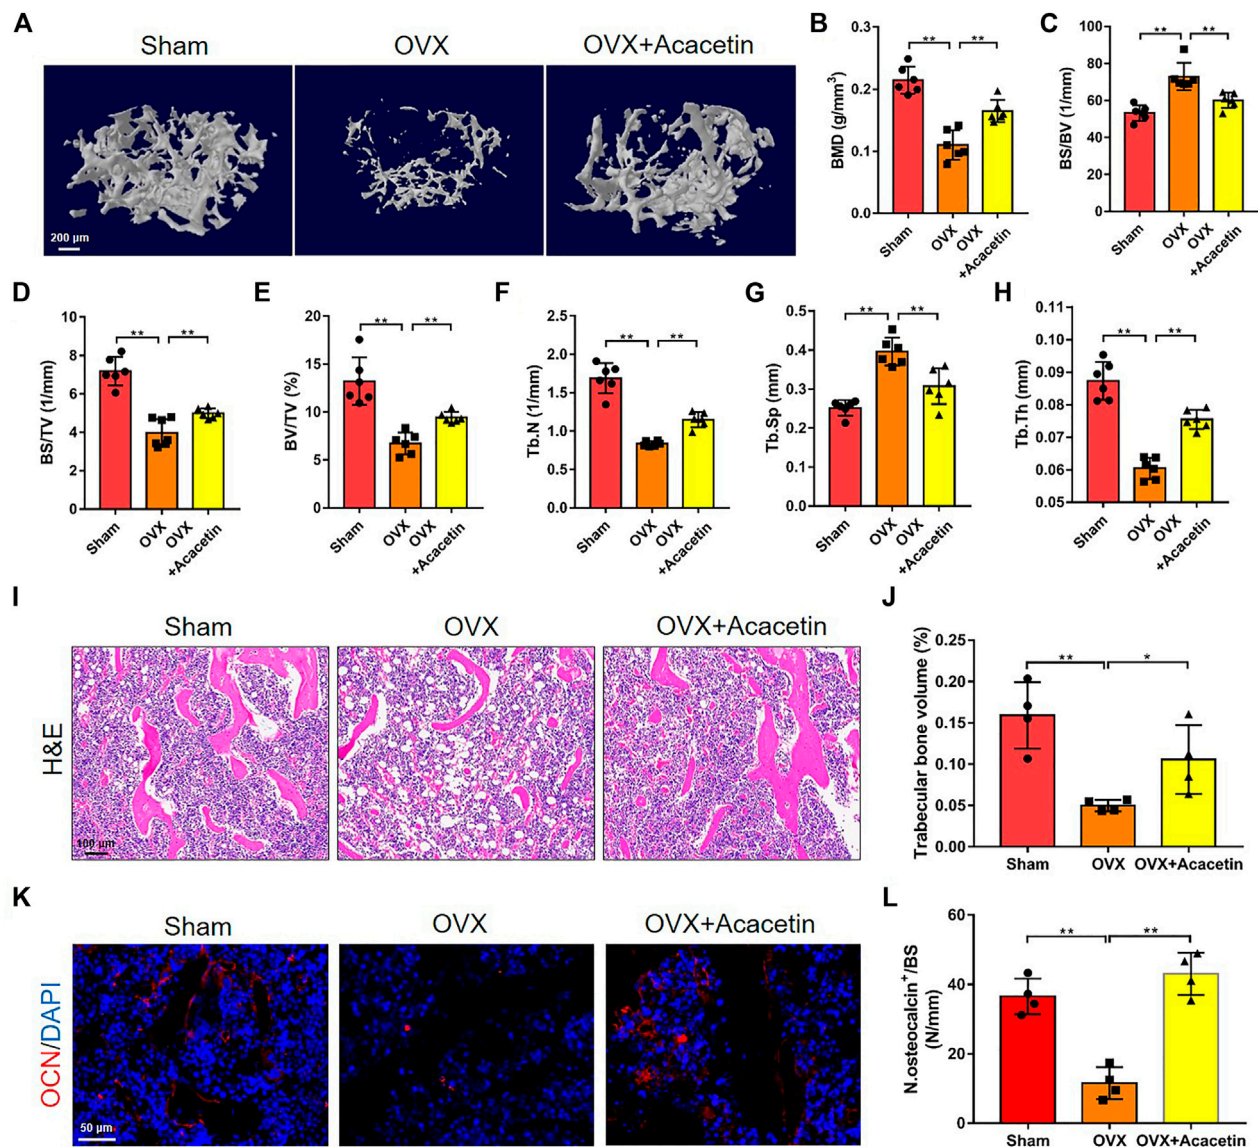 A
Sham
OVX
OVX+Acacetin
200 μm
B
BMD (g/mm³)
0.3
0.2
0.1
0.0
**
**
Sham
OVX
OVX
+Acacetin
C
BS/BV (1/mm)
100
80
60
40
20
0
**
**
Sham
OVX
OVX
+Acacetin
D
BS/TV (1/mm)
10
8
6
4
2
0
**
**
Sham
OVX
OVX
+Acacetin
E
BV/TV (%)
20
15
10
5
0
**
**
Sham
OVX
OVX
+Acacetin
F
Tb.N (1/mm)
2.5
2.0
1.5
1.0
0.5
0.0
**
**
Sham
OVX
OVX
+Acacetin
G
Tb.Sp (mm)
0.5
0.4
0.3
0.2
0.1
0.0
**
**
Sham
OVX
OVX
+Acacetin
H
Tb.Th (mm)
0.11
0.10
0.09
0.08
0.07
0.06
0.05
**
**
Sham
OVX
OVX
+Acacetin
I
Sham
OVX
OVX+Acacetin
H&E
100 μm
J
Trabecular bone volume (%)
0.25
0.20
0.15
0.10
0.05
0.00
**
*
Sham
OVX
OVX+Acacetin
K
Sham
OVX
OVX+Acacetin
OCN/DAPI
50 μm
L
N.osteocalcin⁺/BS
(N/mm)
60
40
20
0
**
**
Sham
OVX
OVX+Acacetin